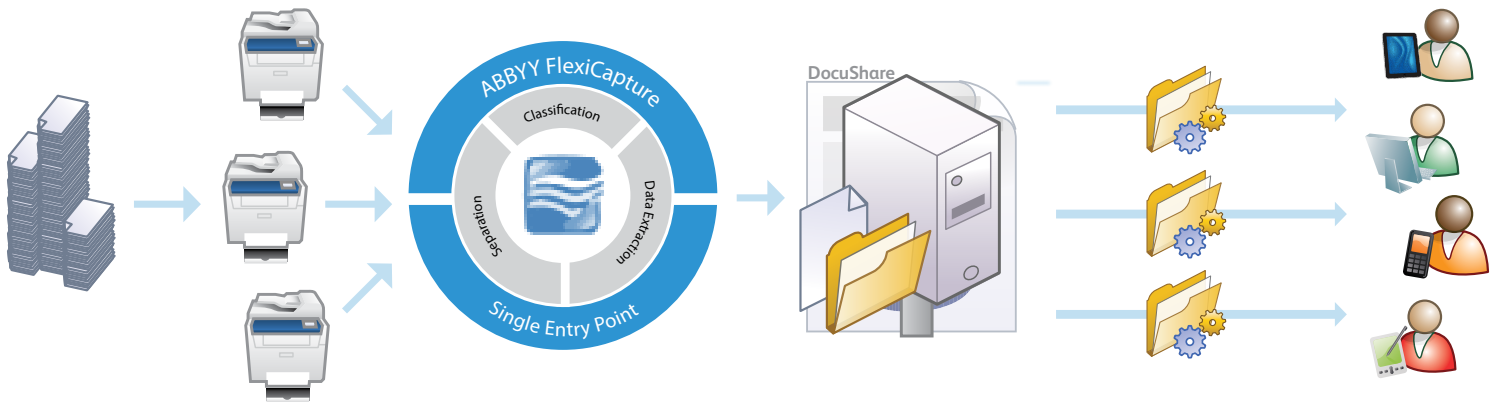 ABBYY FlexiCapture
Classification
Separation
Data Extraction
Single Entry Point
DocuShare